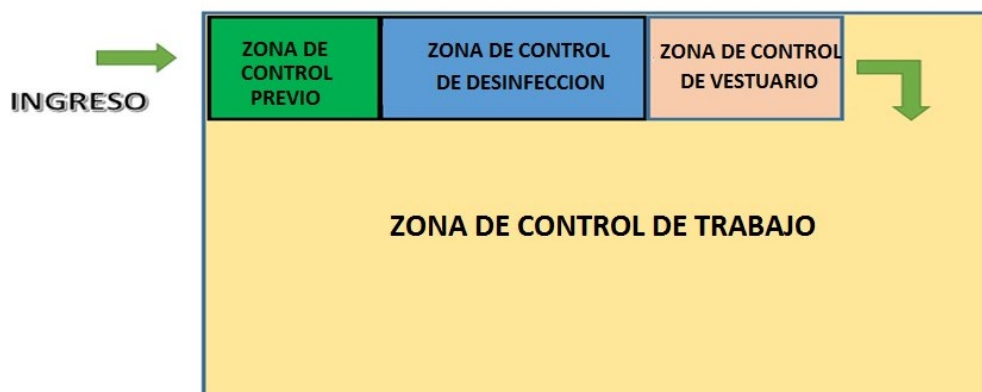 INGRESO
ZONA DE
CONTROL
PREVIO
ZONA DE CONTROL
DE DESINFECCION
ZONA DE CONTROL
DE VESTUARIO
ZONA DE CONTROL DE TRABAJO